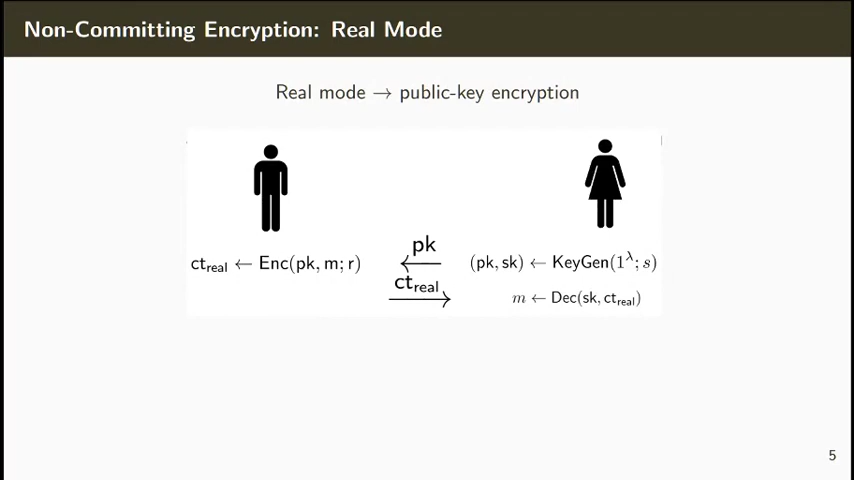 Non-Committing Encryption: Real Mode
Real mode → public-key encryption
pk
ct_real ← Enc(pk, m; r)
(pk, sk) ← KeyGen(1^λ; s)
ct_real
m ← Dec(sk, ct_real)
5